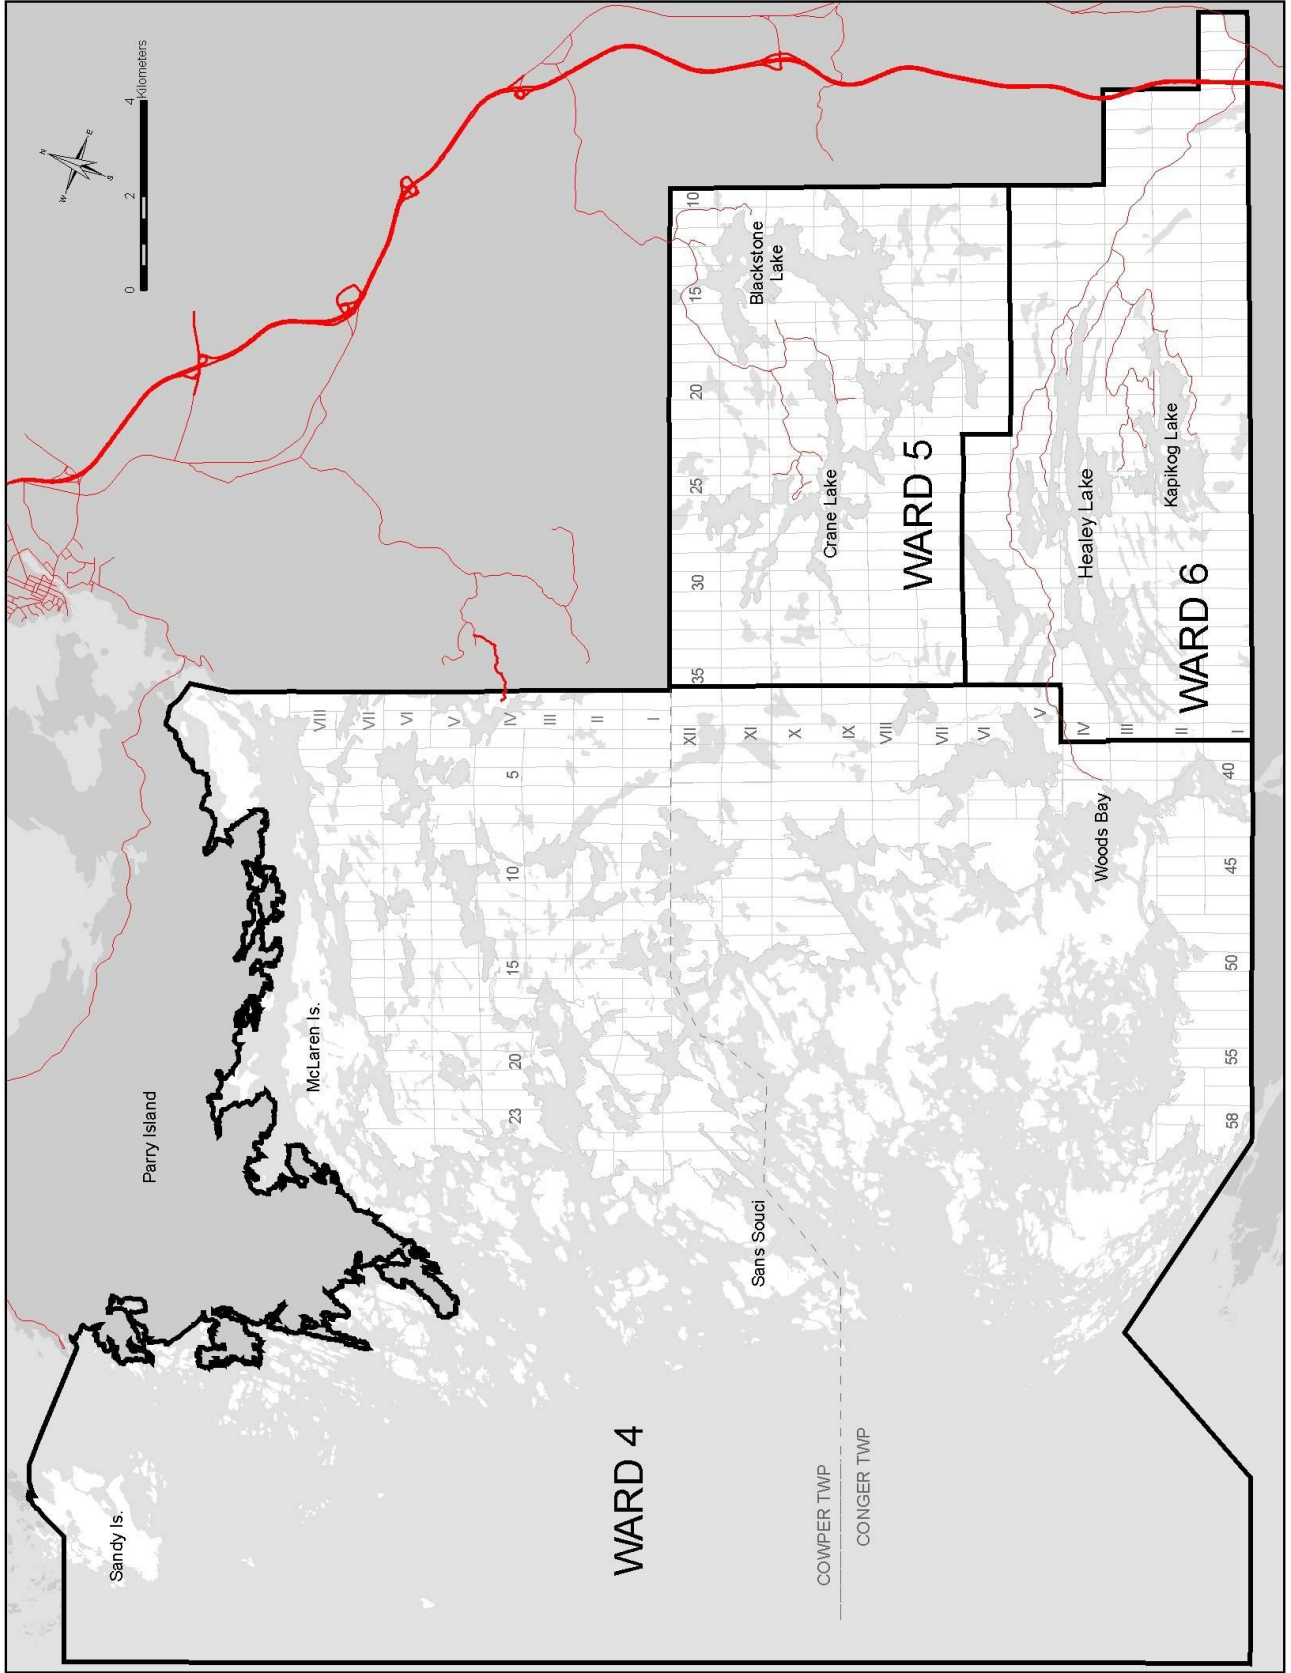 Sandy Is.
Parry Island
McLaren Is.
WARD 4
Sans Souci
COWPER TWP
CONGER TWP
Woods Bay
VIII
VII
VI
V
IV
III
II
I
XII
XI
X
IX
VIII
VII
VI
V
IV
III
II
I
5
10
15
20
23
40
45
50
55
58
35
30
25
20
15
10
Blackstone
Lake
Crane Lake
WARD 5
Healey Lake
Kapikog Lake
WARD 6
0 2 4
Kilometers
N
E
S
W